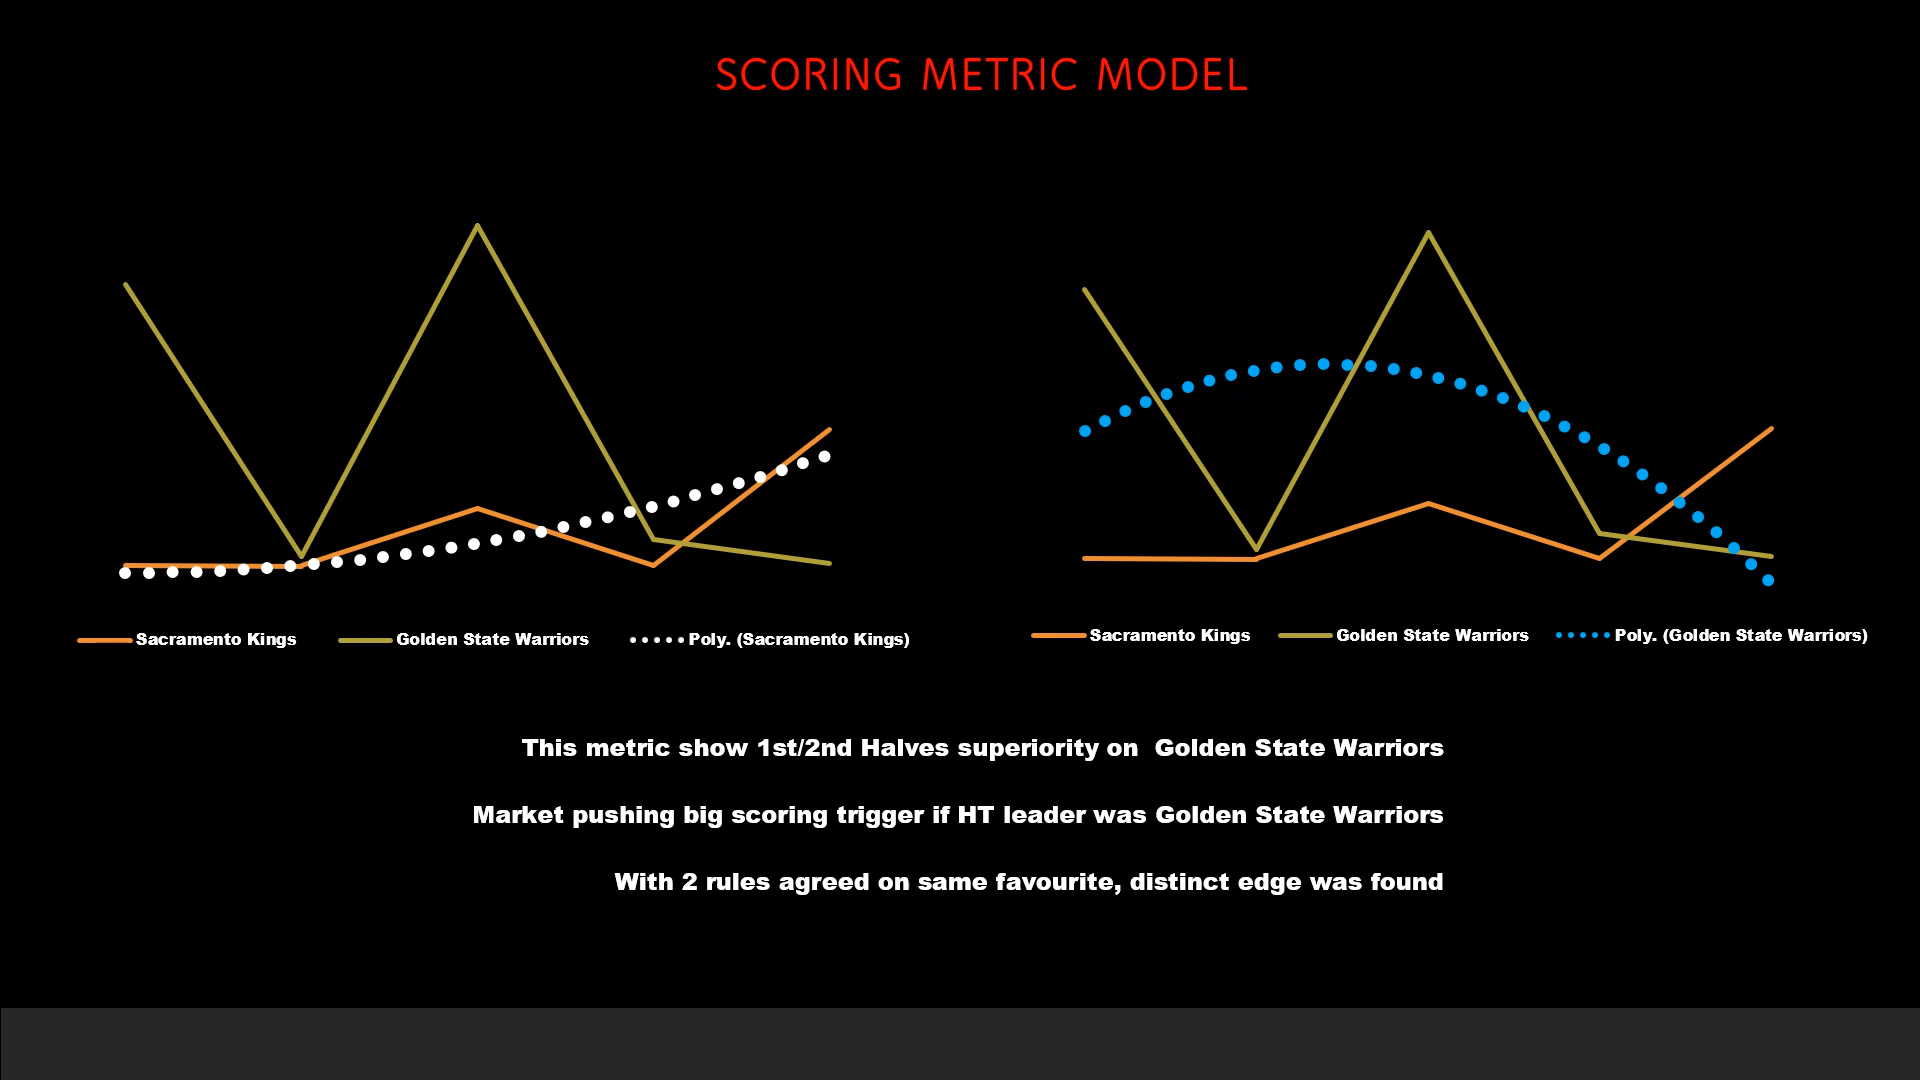 SCORING METRIC MODEL
Sacramento Kings Golden State Warriors Poly. (Sacramento Kings)
Sacramento Kings Golden State Warriors Poly. (Golden State Warriors)
This metric show 1st/2nd Halves superiority on  Golden State Warriors
Market pushing big scoring trigger if HT leader was Golden State Warriors
With 2 rules agreed on same favourite, distinct edge was found